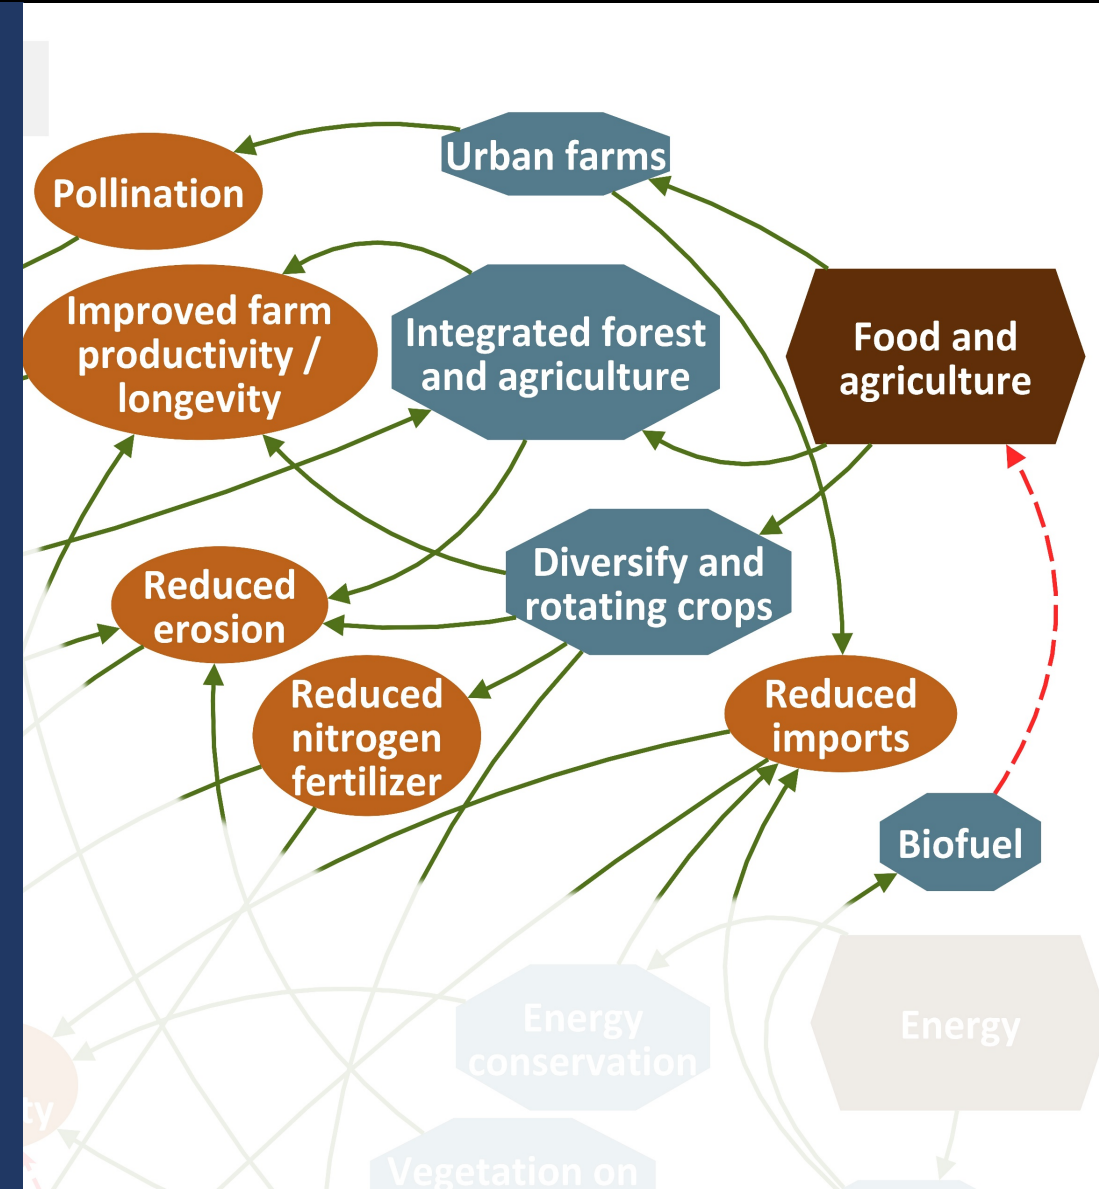 Urban farms
Pollination
Improved farm
productivity /
longevity
Integrated forest
and agriculture
Food and
agriculture
Diversify and
rotating crops
Reduced
erosion
Reduced
nitrogen
fertilizer
Reduced
imports
Biofuel
Energy
conservation
Energy
ty
Vegetation on